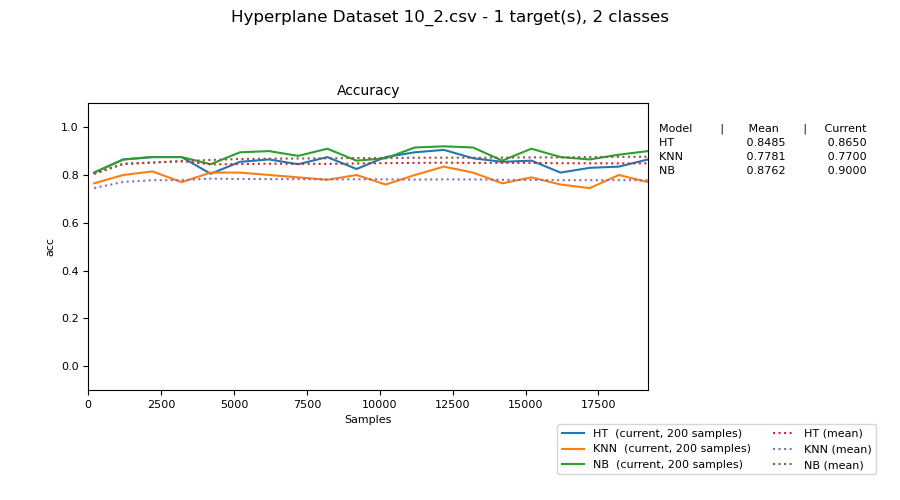 Hyperplane Dataset 10_2.csv - 1 target(s), 2 classes
Accuracy
Model | Mean | Current
HT 0.8485 0.8650
KNN 0.7781 0.7700
NB 0.8762 0.9000
1.0
0.8
0.6
0.4
0.2
0.0
acc
0 2500 5000 7500 10000 12500 15000 17500
Samples
HT (current, 200 samples) HT (mean)
KNN (current, 200 samples) KNN (mean)
NB (current, 200 samples) NB (mean)